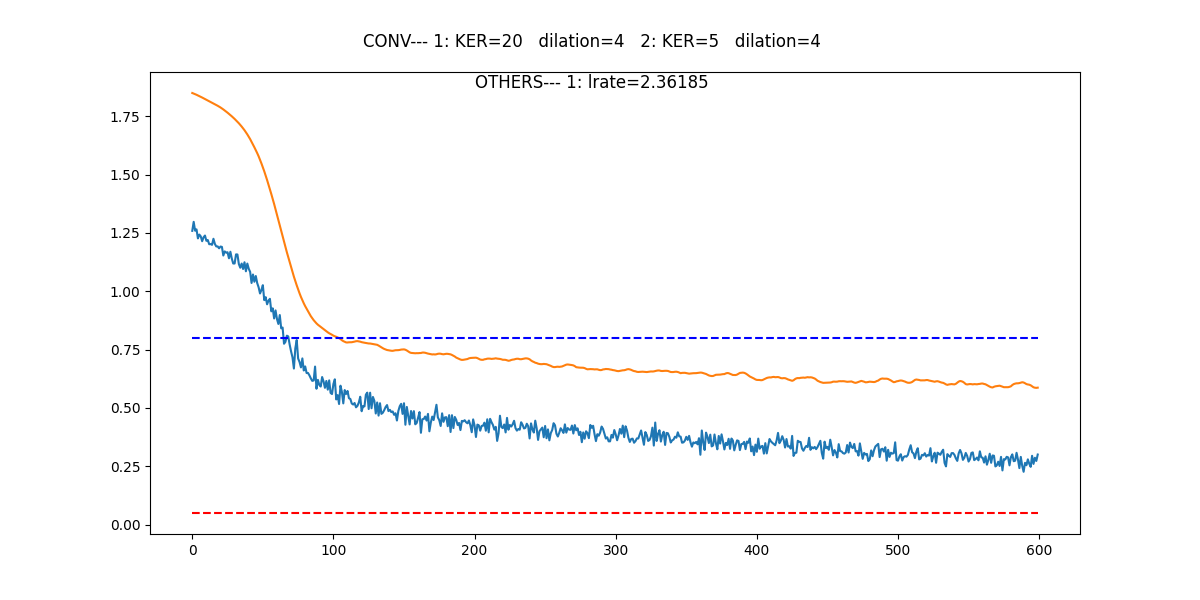 CONV--- 1: KER=20   dilation=4   2: KER=5   dilation=4
OTHERS--- 1: lrate=2.36185
1.75
1.50
1.25
1.00
0.75
0.50
0.25
0.00
0 100 200 300 400 500 600